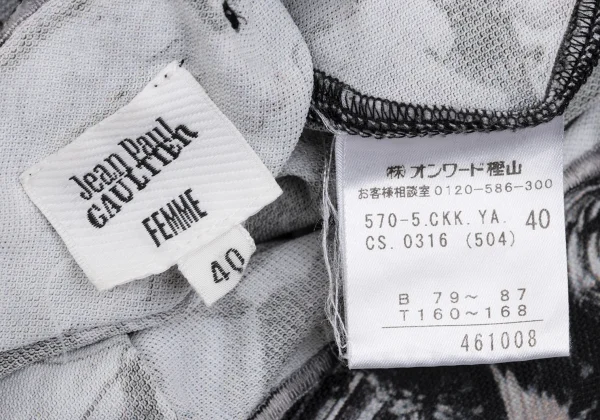 Jean Paul
GAULTIER
FEMME
40
㈱オンワード樫山
お客様相談室 0120-586-300
570-5.CKK.YA. 40
CS. 0316 (504)
B 79～ 87
T160～168
461008